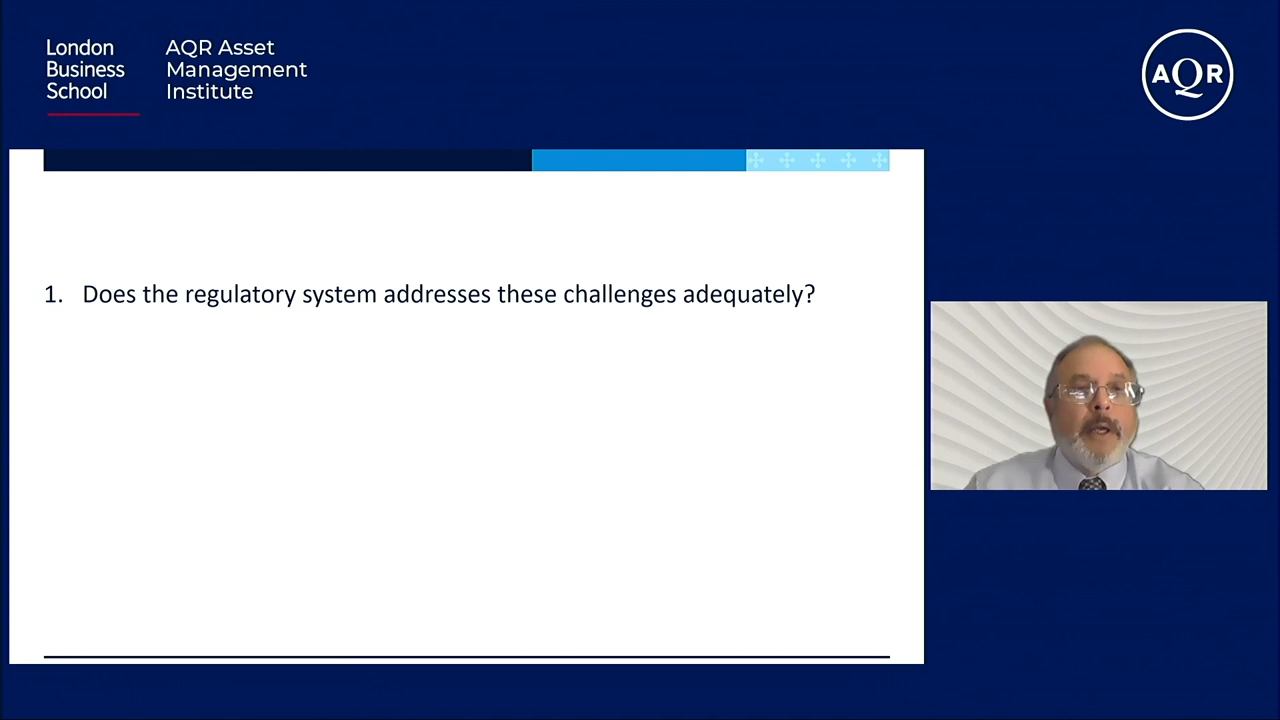 London
Business
School
AQR Asset
Management
Institute
AQR
1. Does the regulatory system addresses these challenges adequately?